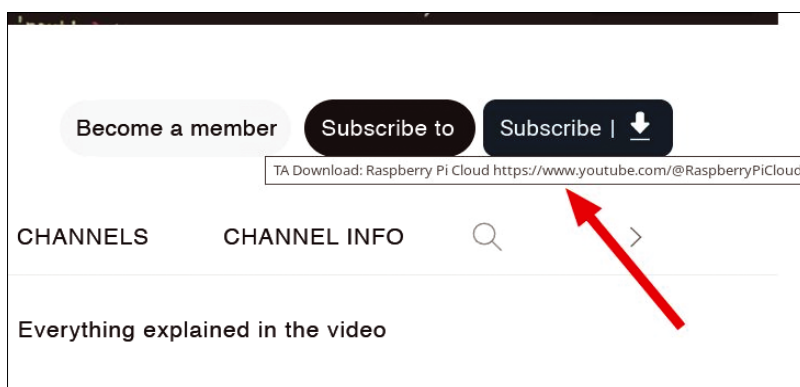 Become a member Subscribe to Subscribe |
TA Download: Raspberry Pi Cloud https://www.youtube.com/@RaspberryPiCloud
CHANNELS CHANNEL INFO
Everything explained in the video